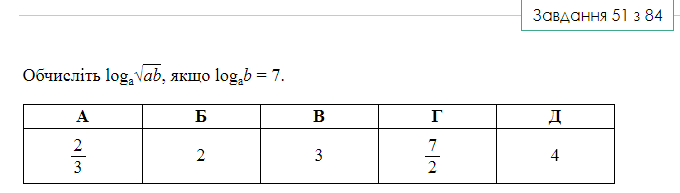 Завдання 51 з 84
Обчисліть logₐ√ab, якщо logₐb = 7.
А Б В Г Д
2/3 2 3 7/2 4